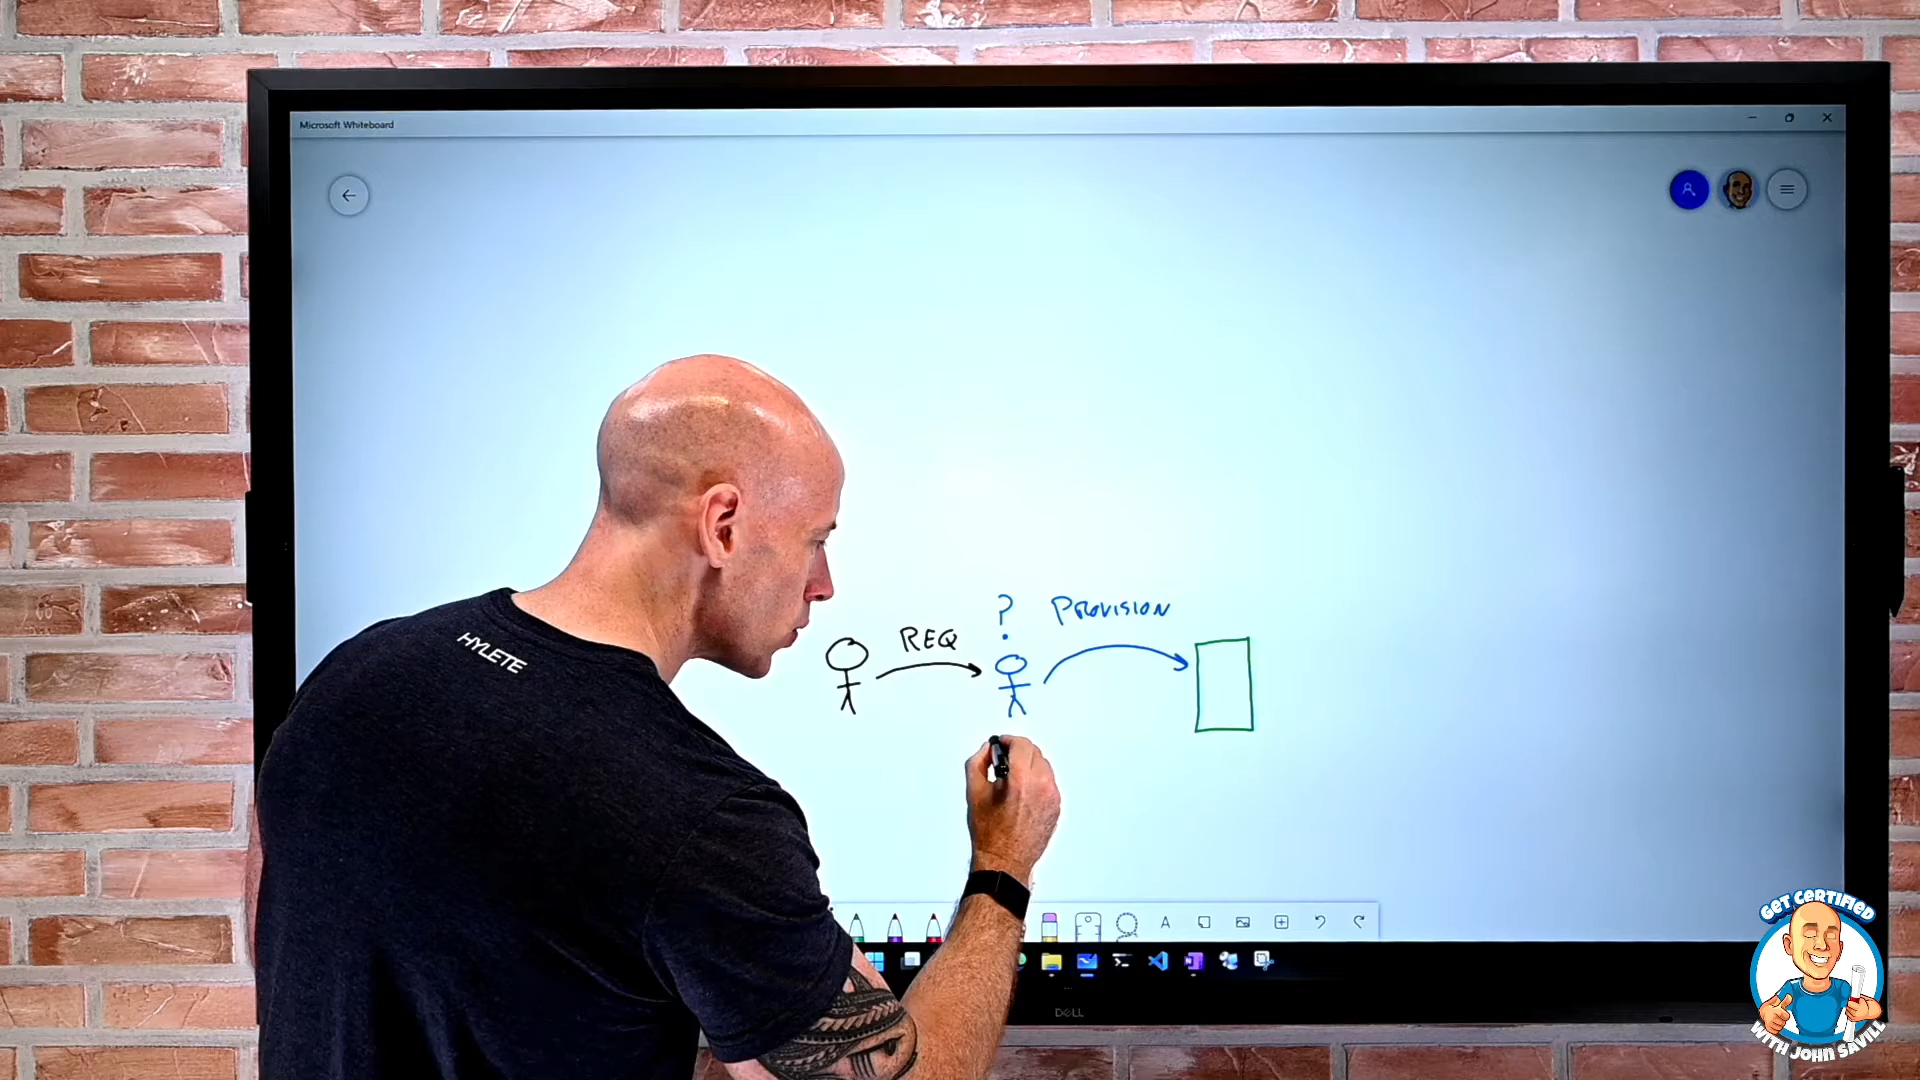 Microsoft Whiteboard
HYLETE
?
PROVISION
REQ
A
DELL
GET CERTIFIED
WITH JOHN SAVILL